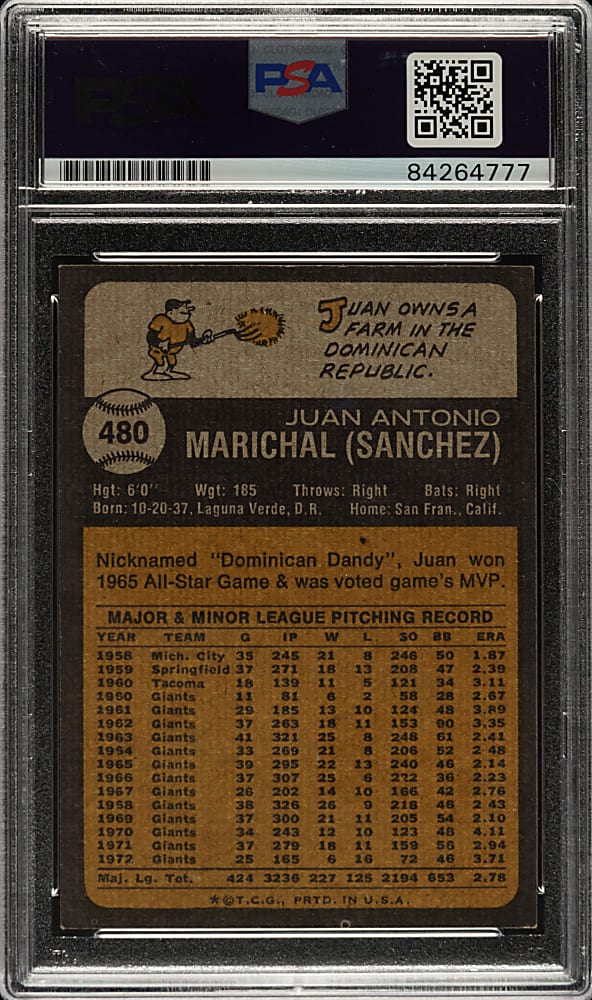 PSA
84264777
JUAN OWNS A
FARM IN THE
DOMINICAN
REPUBLIC.
480
JUAN ANTONIO
MARICHAL (SANCHEZ)
Hgt: 6'0" Wgt: 185 Throws: Right Bats: Right
Born: 10-20-37, Laguna Verde, D.R. Home: San Fran., Calif.
Nicknamed "Dominican Dandy", Juan won
1965 All-Star Game & was voted game's MVP.
MAJOR & MINOR LEAGUE PITCHING RECORD
YEAR TEAM G IP W L SO BB ERA
1958 Mich. City 35 245 21 8 246 50 1.87
1959 Springfield 37 271 18 13 208 47 2.39
1960 Tacoma 18 139 11 5 121 34 3.11
1960 Giants 11 81 6 2 58 28 2.67
1961 Giants 29 185 13 10 124 48 3.89
1962 Giants 37 263 18 11 153 90 3.35
1963 Giants 41 321 25 8 248 61 2.41
1964 Giants 33 269 21 8 206 52 2 48
1965 Giants 39 295 22 13 240 46 2.14
1966 Giants 37 307 25 6 222 36 2.23
1967 Giants 26 202 14 10 166 42 2.76
1968 Giants 38 326 26 9 218 46 2 43
1969 Giants 37 300 21 11 205 54 2.10
1970 Giants 34 243 12 10 123 48 4.11
1971 Giants 37 279 18 11 159 56 2.94
1972 Giants 25 165 6 16 72 46 3.71
Maj. Lg. Tot. 424 3236 227 125 2194 653 2.78
*©T.C.G., PRTD. IN U.S.A.